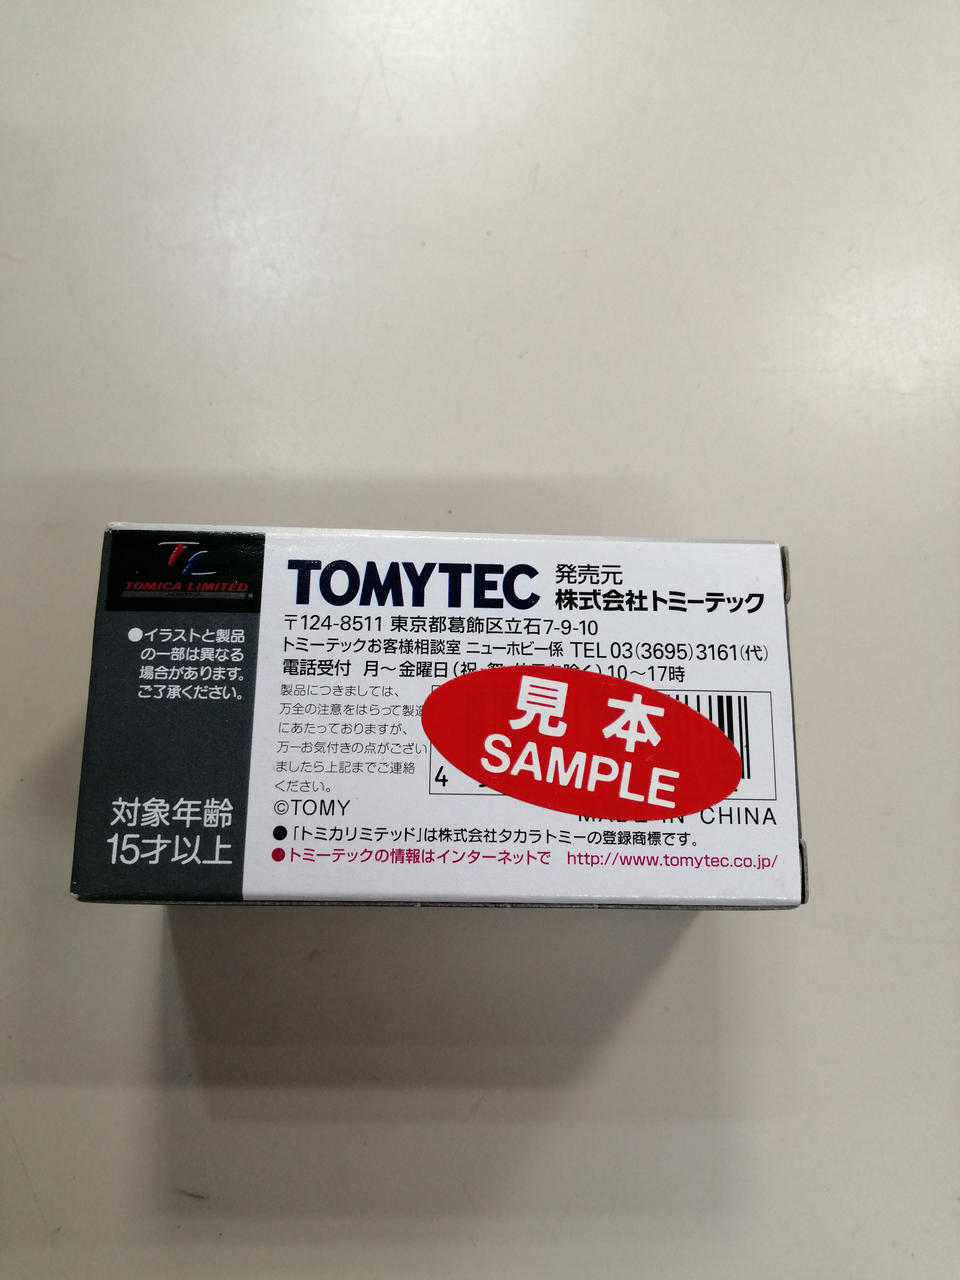 TL
TOMICA LIMITED
●イラストと製品
の一部は異なる
場合があります。
ご了承ください。
対象年齢
15才以上
TOMYTEC 発売元
株式会社トミーテック
〒124-8511 東京都葛飾区立石7-9-10
トミーテックお客様相談室 ニューホビー係 TEL 03(3695)3161(代)
電話受付 月〜金曜日(祝 10〜17時
製品につきましては、
万全の注意をはらって製造
にあたっておりますが、
万一お気付きの点がござい
ましたら上記までご連絡
ください。
見本
SAMPLE
4
©TOMY
MADE IN CHINA
●「トミカリミテッド」は株式会社タカラトミーの登録商標です。
●トミーテックの情報はインターネットで http://www.tomytec.co.jp/